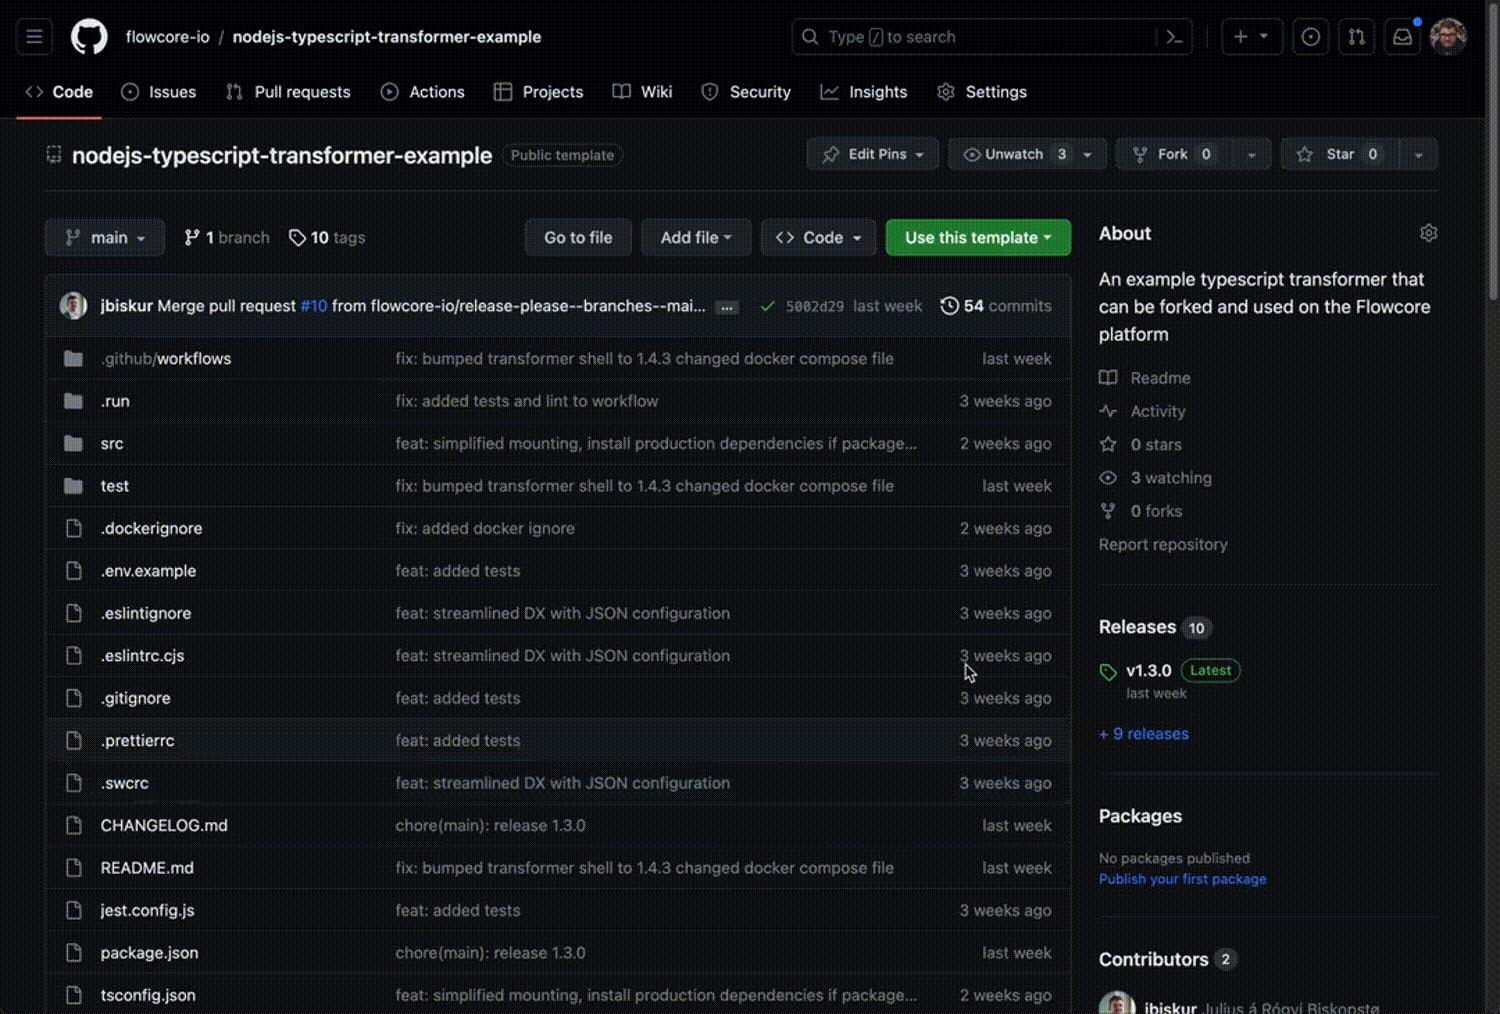 flowcore-io / nodejs-typescript-transformer-example
Type / to search
Code
Issues
Pull requests
Actions
Projects
Wiki
Security
Insights
Settings
nodejs-typescript-transformer-example Public template
Edit Pins
Unwatch 3
Fork 0
Star 0
main
1 branch
10 tags
Go to file
Add file
Code
Use this template
jbiskur Merge pull request #10 from flowcore-io/release-please--branches--mai... ... 5002d29 last week 54 commits
.github/workflows fix: bumped transformer shell to 1.4.3 changed docker compose file last week
.run fix: added tests and lint to workflow 3 weeks ago
src feat: simplified mounting, install production dependencies if package... 2 weeks ago
test fix: bumped transformer shell to 1.4.3 changed docker compose file last week
.dockerignore fix: added docker ignore 2 weeks ago
.env.example feat: added tests 3 weeks ago
.eslintignore feat: streamlined DX with JSON configuration 3 weeks ago
.eslintrc.cjs feat: streamlined DX with JSON configuration 3 weeks ago
.gitignore feat: added tests 3 weeks ago
.prettierrc feat: added tests 3 weeks ago
.swcrc feat: streamlined DX with JSON configuration 3 weeks ago
CHANGELOG.md chore(main): release 1.3.0 last week
README.md fix: bumped transformer shell to 1.4.3 changed docker compose file last week
jest.config.js feat: added tests 3 weeks ago
package.json chore(main): release 1.3.0 last week
tsconfig.json feat: simplified mounting, install production dependencies if package... 2 weeks ago
About
An example typescript transformer that
can be forked and used on the Flowcore
platform
Readme
Activity
0 stars
3 watching
0 forks
Report repository
Releases 10
v1.3.0 Latest
last week
+ 9 releases
Packages
No packages published
Publish your first package
Contributors 2
jbiskur Julius á Rógvi Biskopstø